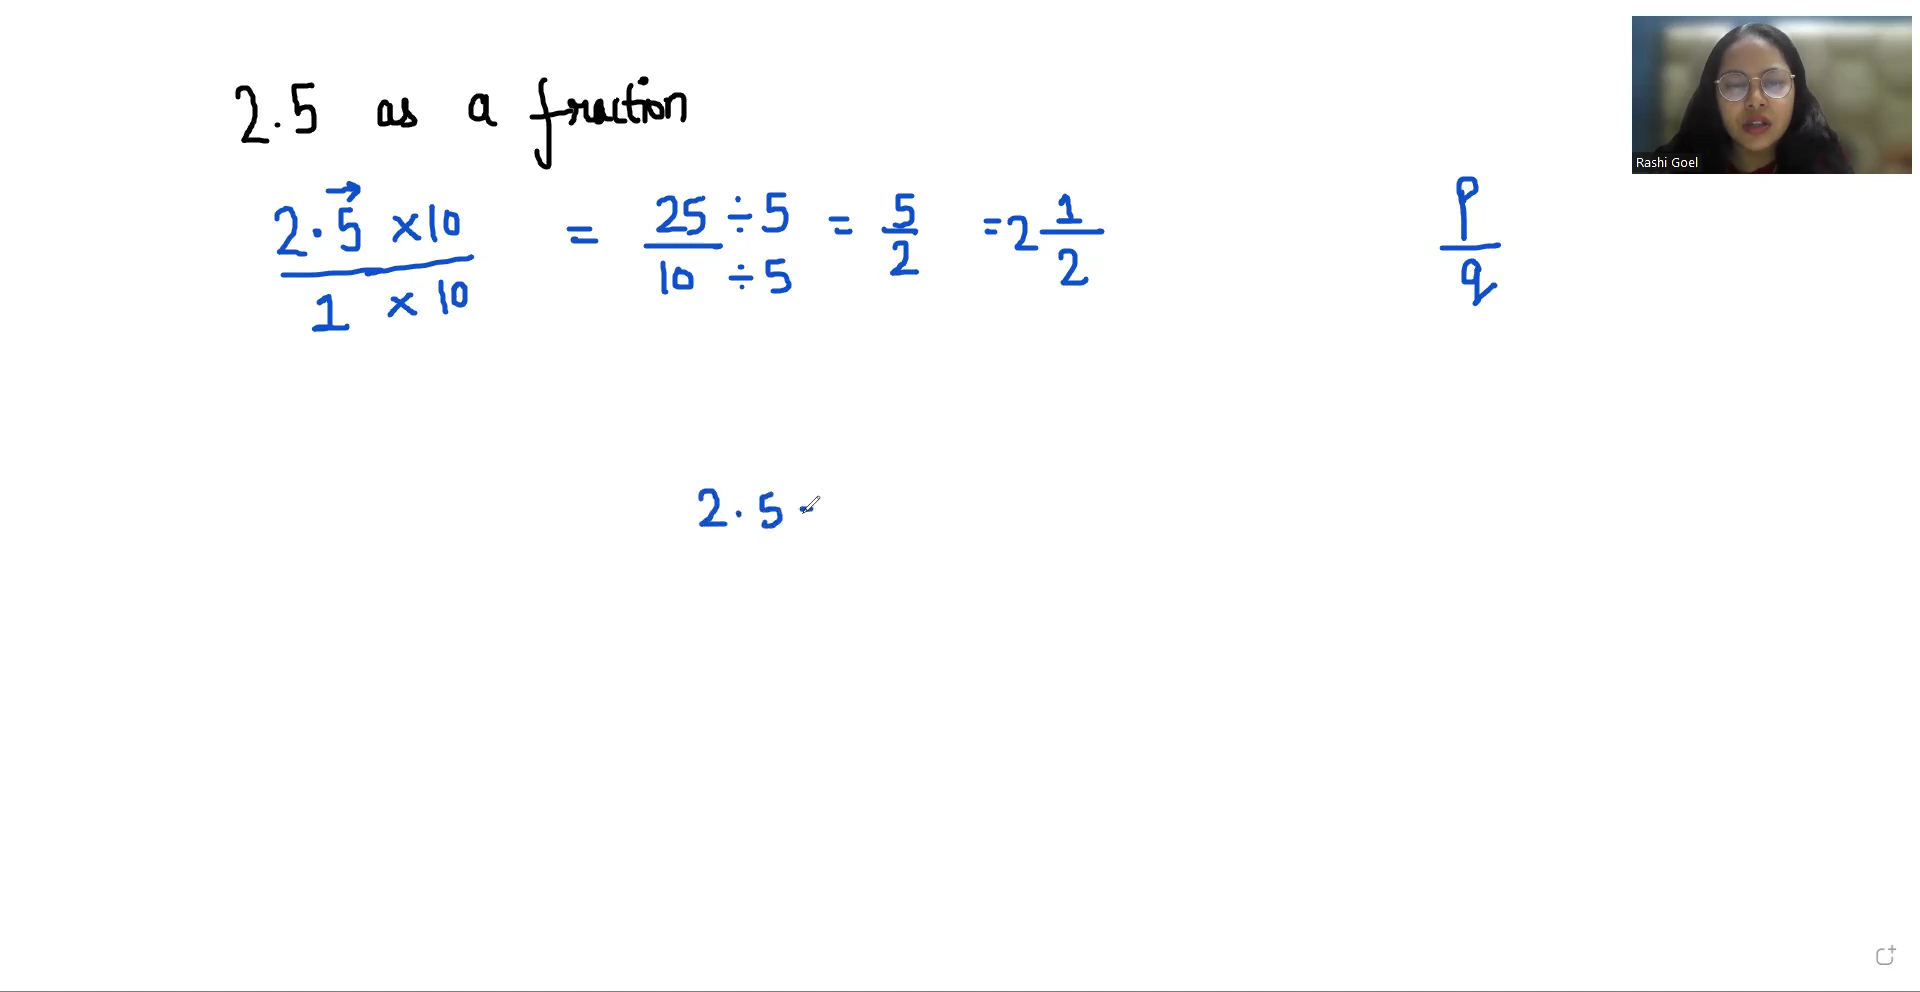 2.5 as a fraction
Rashi Goel
2.5 × 10 / 1 × 10 = 25 ÷ 5 / 10 ÷ 5 = 5/2 = 2 1/2
p/q
2.5 -